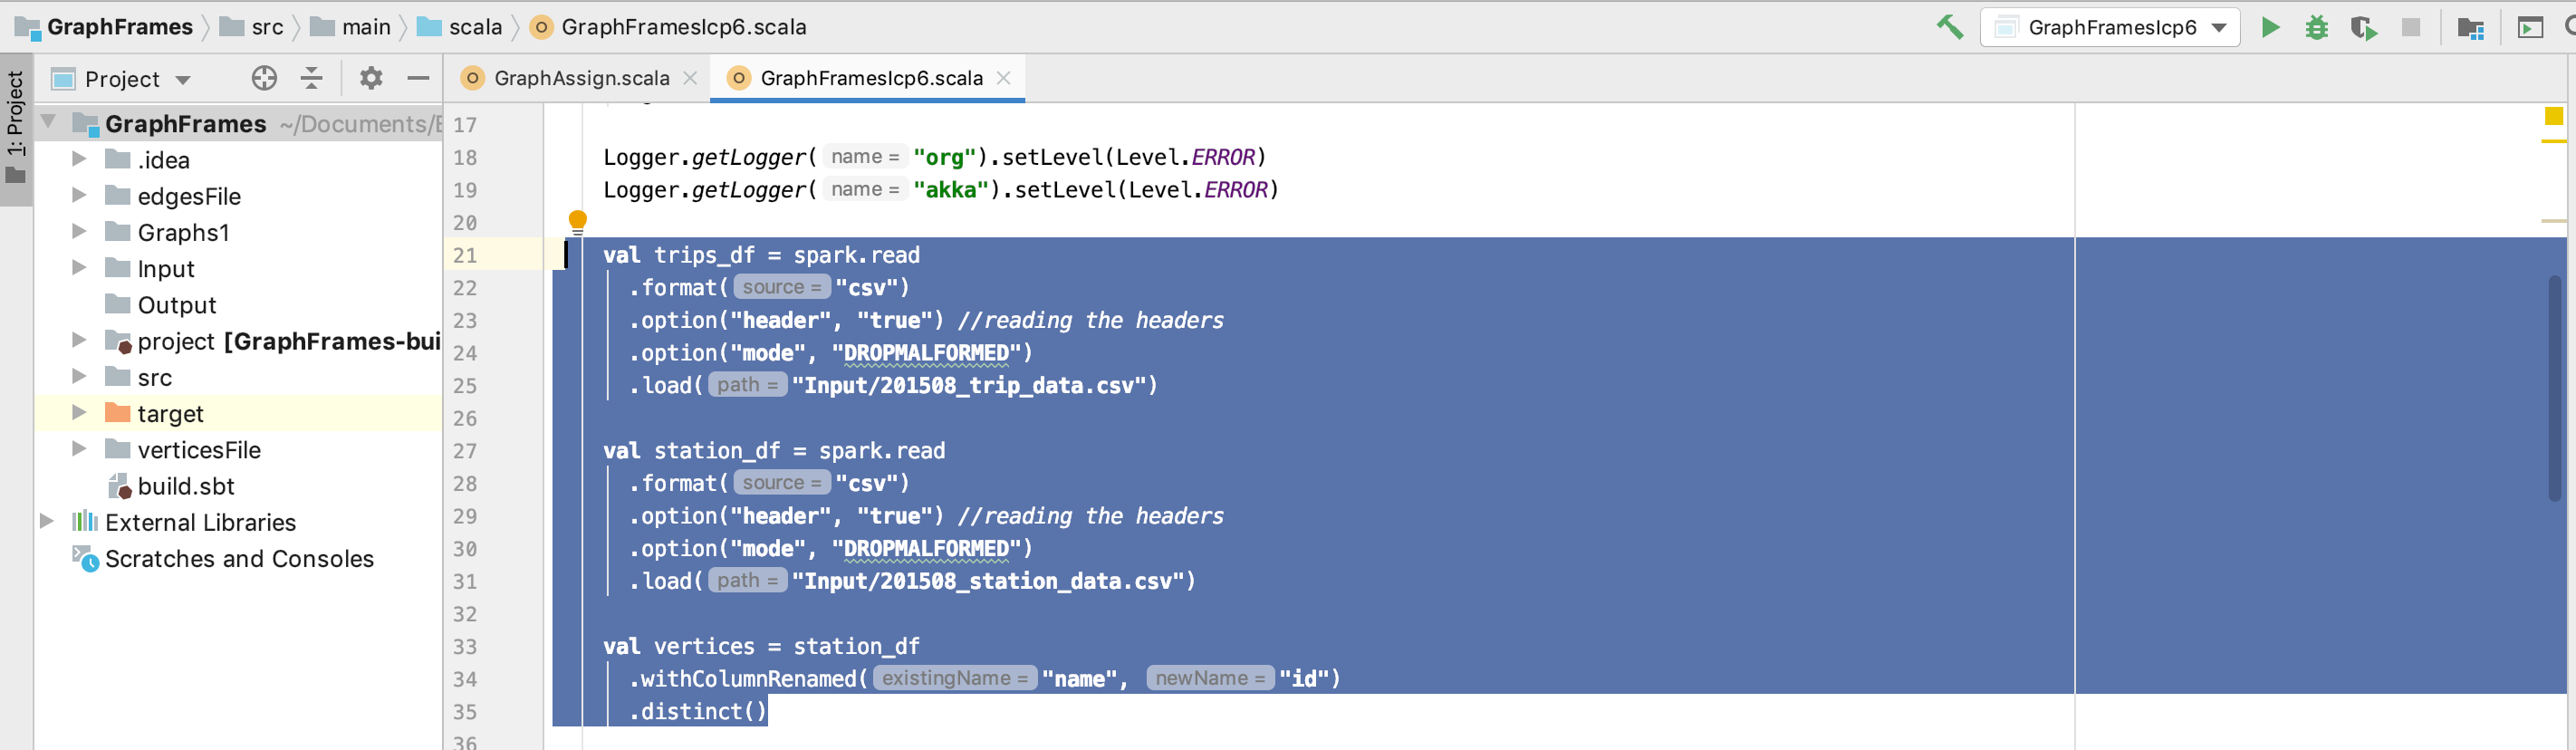 GraphFrames src main scala GraphFramesIcp6.scala GraphFramesIcp6
1: Project
Project GraphAssign.scala GraphFramesIcp6.scala
GraphFrames ~/Documents/
.idea
edgesFile
Graphs1
Input
Output
project [GraphFrames-bui
src
target
verticesFile
build.sbt
External Libraries
Scratches and Consoles
17
18 Logger.getLogger( name = "org").setLevel(Level.ERROR)
19 Logger.getLogger( name = "akka").setLevel(Level.ERROR)
20
21 val trips_df = spark.read
22 .format( source = "csv")
23 .option("header", "true") //reading the headers
24 .option("mode", "DROPMALFORMED")
25 .load( path = "Input/201508_trip_data.csv")
26
27 val station_df = spark.read
28 .format( source = "csv")
29 .option("header", "true") //reading the headers
30 .option("mode", "DROPMALFORMED")
31 .load( path = "Input/201508_station_data.csv")
32
33 val vertices = station_df
34 .withColumnRenamed( existingName = "name", newName = "id")
35 .distinct()
36